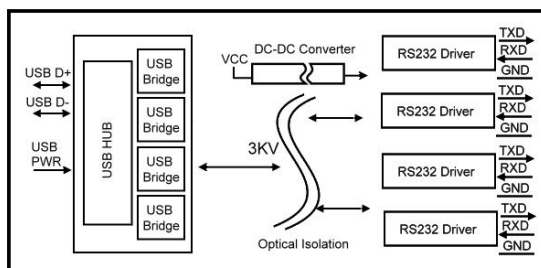 USB D+
USB D-
USB
PWR
USB HUB
USB
Bridge
USB
Bridge
USB
Bridge
USB
Bridge
DC-DC Converter
VCC
3KV
Optical Isolation
RS232 Driver
TXD
RXD
GND
RS232 Driver
TXD
RXD
GND
RS232 Driver
TXD
RXD
GND
RS232 Driver
TXD
RXD
GND